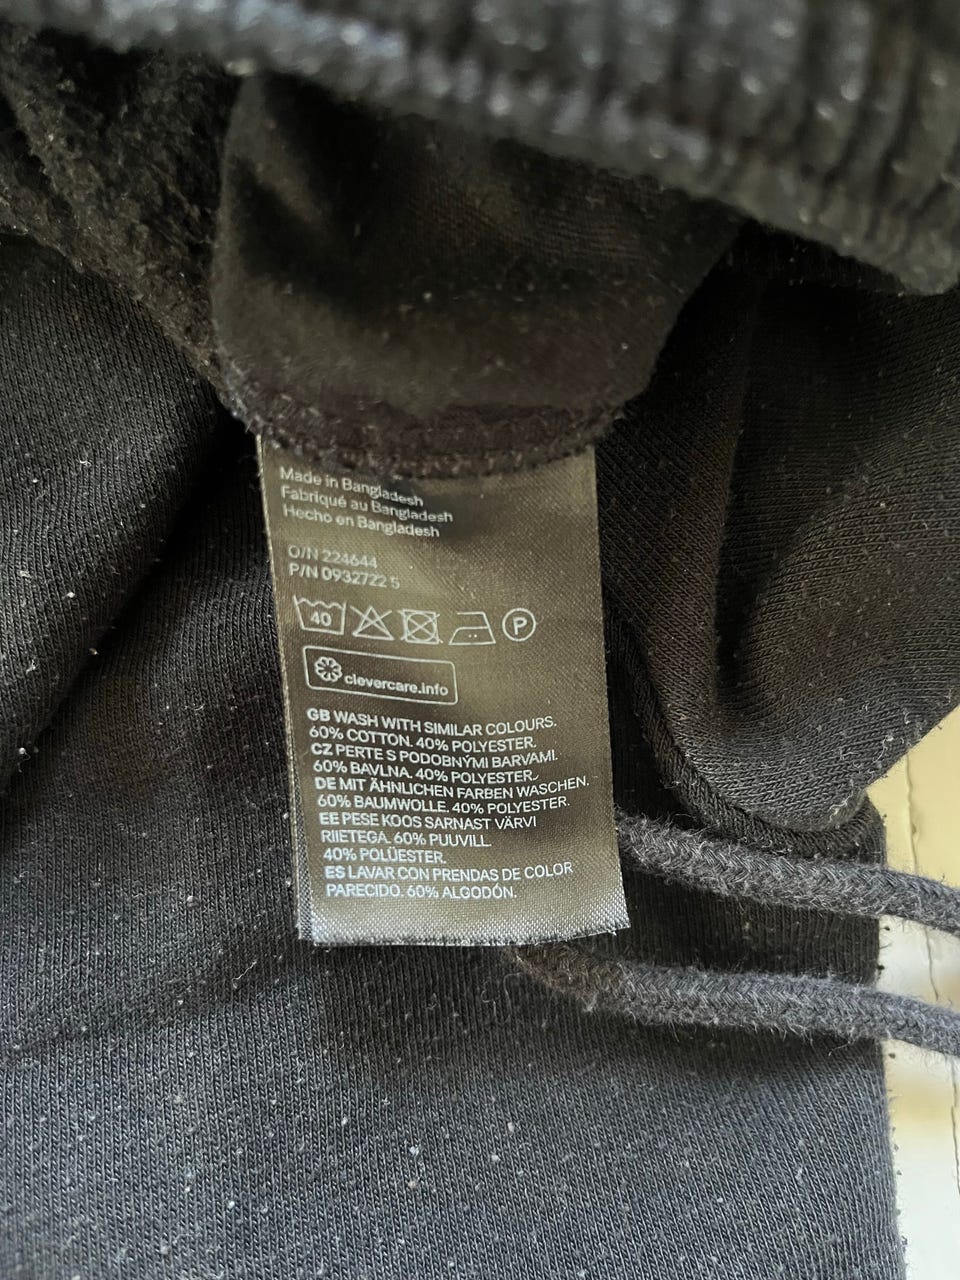 Made in Bangladesh
Fabriqué au Bangladesh
Hecho en Bangladesh
O/N 224644
P/N 0932722 5
40 P
clevercare.info
GB WASH WITH SIMILAR COLOURS.
60% COTTON. 40% POLYESTER.
CZ PERTE S PODOBNÝMI BARVAMI.
60% BAVLNA. 40% POLYESTER.
DE MIT ÄHNLICHEN FARBEN WASCHEN.
60% BAUMWOLLE. 40% POLYESTER.
EE PESE KOOS SARNAST VÄRVI
RIIETEGA. 60% PUUVILL.
40% POLÜESTER.
ES LAVAR CON PRENDAS DE COLOR
PARECIDO. 60% ALGODÓN.